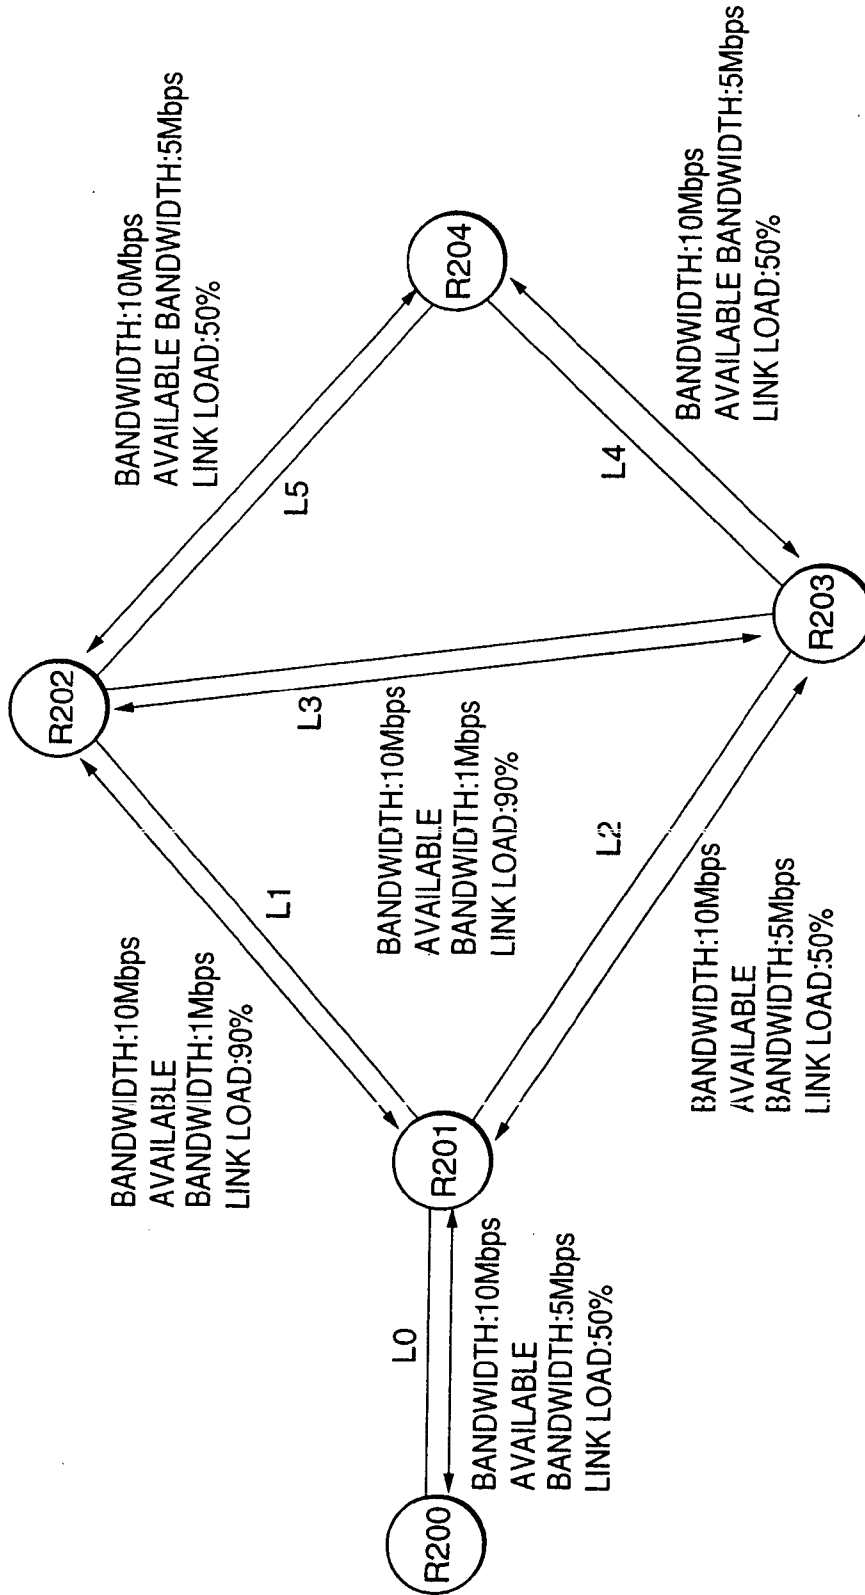 R200
L0
BANDWIDTH:10Mbps
AVAILABLE
BANDWIDTH:5Mbps
LINK LOAD:50%
R201
BANDWIDTH:10Mbps
AVAILABLE
BANDWIDTH:1Mbps
LINK LOAD:90%
L1
R202
BANDWIDTH:10Mbps
AVAILABLE
BANDWIDTH:1Mbps
LINK LOAD:90%
L3
L2
BANDWIDTH:10Mbps
AVAILABLE
BANDWIDTH:5Mbps
LINK LOAD:50%
R203
BANDWIDTH:10Mbps
AVAILABLE BANDWIDTH:5Mbps
LINK LOAD:50%
L5
L4
R204
BANDWIDTH:10Mbps
AVAILABLE BANDWIDTH:5Mbps
LINK LOAD:50%